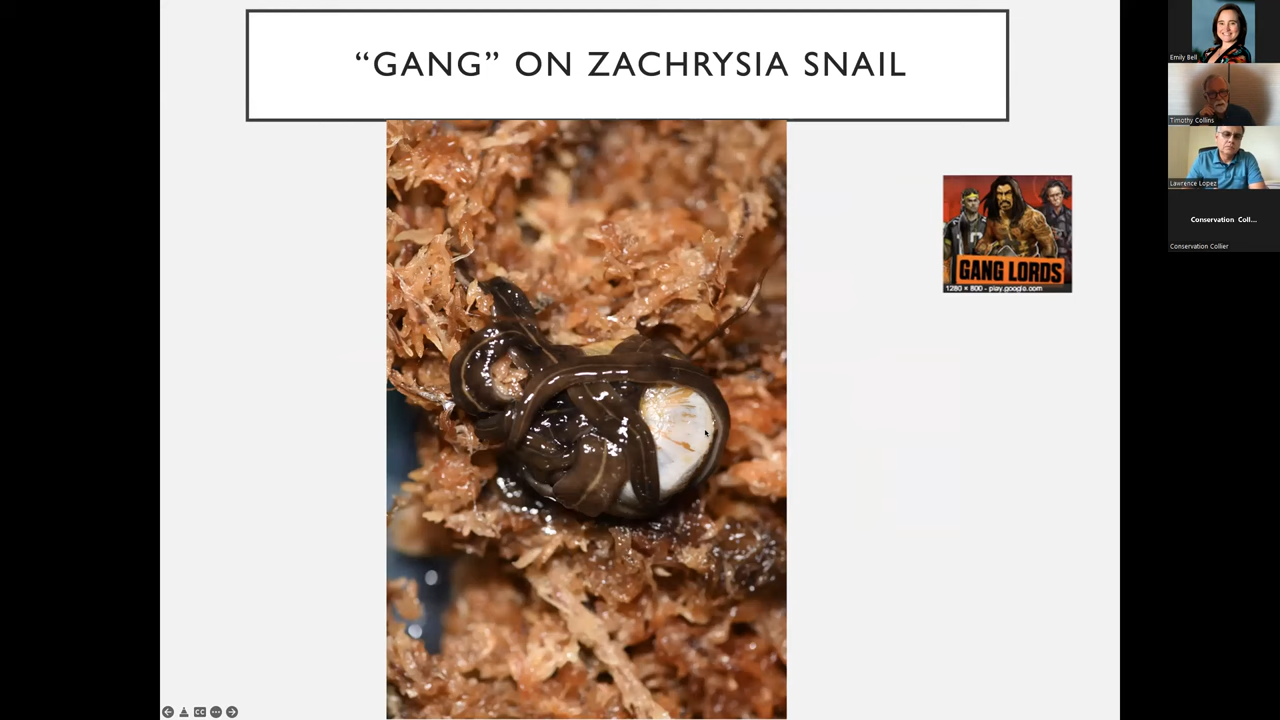 “GANG” ON ZACHRYSIA SNAIL
GANG LORDS
1280 × 800 - play.google.com
Emily Bell
Timothy Collins
Lawrence Lopez
Conservation Coll...
Conservation Collier
CC